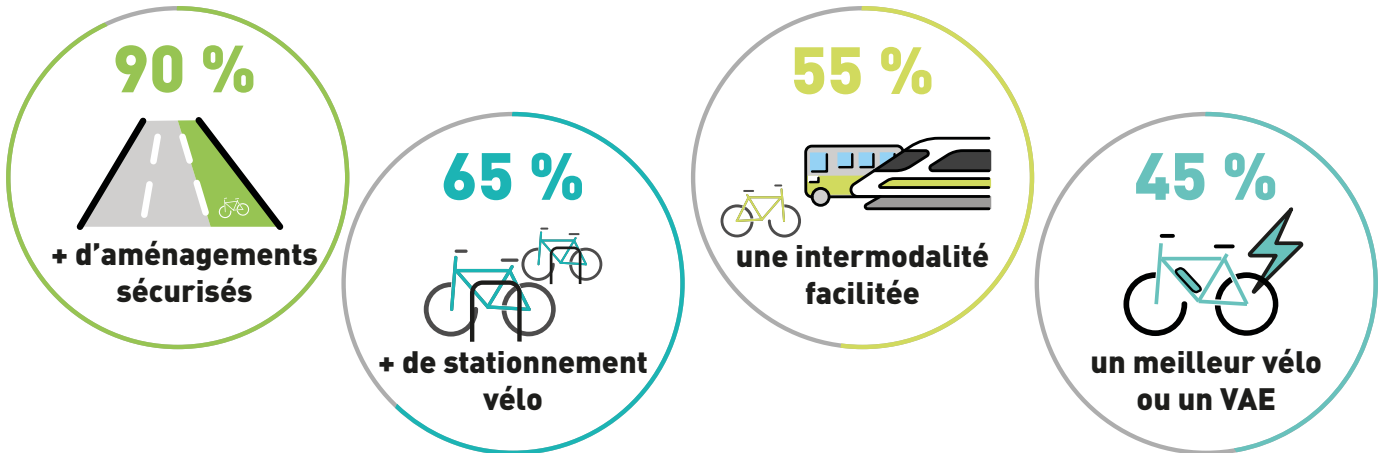 90 %
+ d’aménagements
sécurisés
65 %
+ de stationnement
vélo
55 %
une intermodalité
facilitée
45 %
un meilleur vélo
ou un VAE